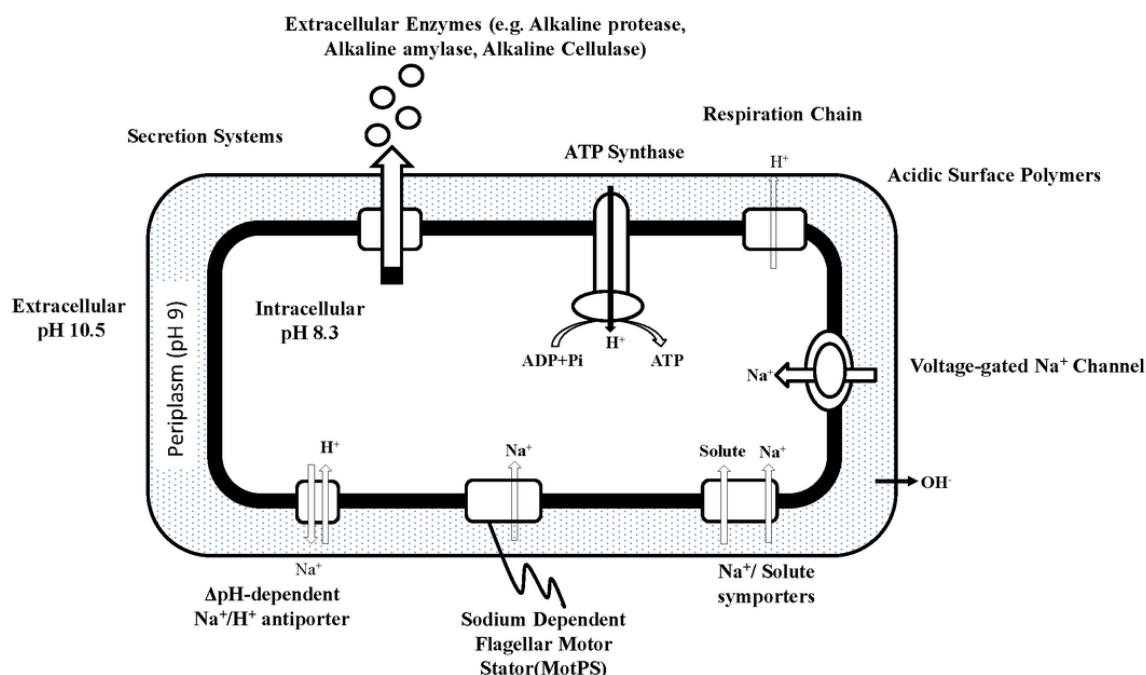 Extracellular Enzymes (e.g. Alkaline protease,
Alkaline amylase, Alkaline Cellulase)
Respiration Chain
Secretion Systems
ATP Synthase
H⁺
Acidic Surface Polymers
Extracellular
pH 10.5
Periplasm (pH 9)
Intracellular
pH 8.3
ADP+Pi
H⁺
ATP
Na⁺
Voltage-gated Na⁺ Channel
H⁺
Na⁺
Solute
Na⁺
OH⁻
Na⁺
ΔpH-dependent
Na⁺/H⁺ antiporter
Sodium Dependent
Flagellar Motor
Stator(MotPS)
Na⁺/ Solute
symporters